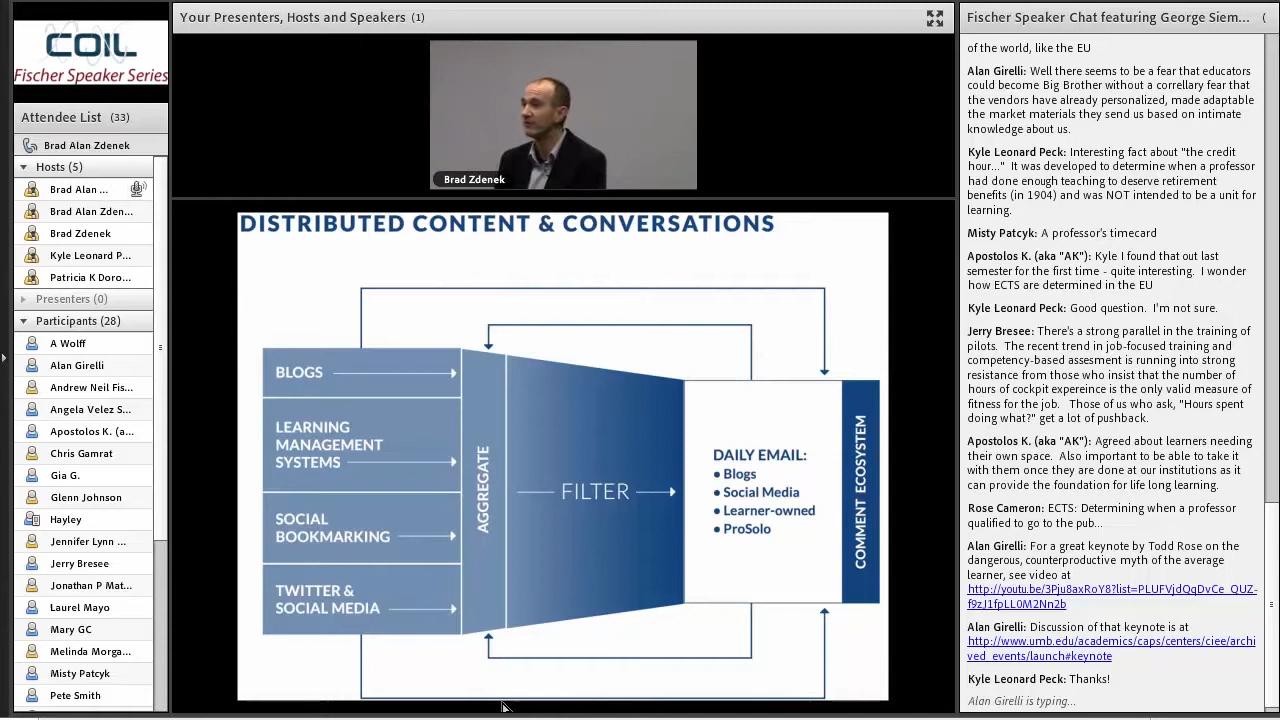 COIL
Fischer Speaker Series
Attendee List (33)
Brad Alan Zdenek
Hosts (5)
Brad Alan ...
Brad Alan Zden...
Brad Zdenek
Kyle Leonard P...
Patricia K Doro...
Presenters (0)
Participants (28)
A Wolff
Alan Girelli
Andrew Neil Fis...
Angela Velez S...
Apostolos K. (a...
Chris Gamrat
Gia G.
Glenn Johnson
Hayley
Jennifer Lynn ...
Jerry Bresee
Jonathan P Mat...
Laurel Mayo
Mary GC
Melinda Morga...
Misty Patcyk
Pete Smith
Your Presenters, Hosts and Speakers (1)
Brad Zdenek
DISTRIBUTED CONTENT & CONVERSATIONS
BLOGS
LEARNING
MANAGEMENT
SYSTEMS
SOCIAL
BOOKMARKING
TWITTER &
SOCIAL MEDIA
AGGREGATE
FILTER
DAILY EMAIL:
• Blogs
• Social Media
• Learner-owned
• ProSolo
COMMENT ECOSYSTEM
Fischer Speaker Chat featuring George Siem... (
of the world, like the EU
Alan Girelli: Well there seems to be a fear that educators
could become Big Brother without a correllary fear that
the vendors have already personalized, made adaptable
the market materials they send us based on intimate
knowledge about us.
Kyle Leonard Peck: Interesting fact about "the credit
hour..." It was developed to determine when a professor
had done enough teaching to deserve retirement
benefits (in 1904) and was NOT intended to be a unit for
learning.
Misty Patcyk: A professor's timecard
Apostolos K. (aka "AK"): Kyle I found that out last
semester for the first time - quite interesting. I wonder
how ECTS are determined in the EU
Kyle Leonard Peck: Good question. I'm not sure.
Jerry Bresee: There's a strong parallel in the training of
pilots. The recent trend in job-focused training and
competency-based assesment is running into strong
resistance from those who insist that the number of
hours of cockpit expereince is the only valid measure of
fitness for the job. Those of us who ask, "Hours spent
doing what?" get a lot of pushback.
Apostolos K. (aka "AK"): Agreed about learners needing
their own space. Also important to be able to take it
with them once they are done at our institutions as it
can provide the foundation for life long learning.
Rose Cameron: ECTS: Determining when a professor
qualified to go to the pub...
Alan Girelli: For a great keynote by Todd Rose on the
dangerous, counterproductive myth of the average
learner, see video at
http://youtu.be/3Pju8axRoY8?list=PLUFVjdQqDvCe_QUZ-
f9zJ1fpLL0M2Nn2b
Alan Girelli: Discussion of that keynote is at
http://www.umb.edu/academics/caps/centers/ciee/archi
ved_events/launch#keynote
Kyle Leonard Peck: Thanks!
Alan Girelli is typing...